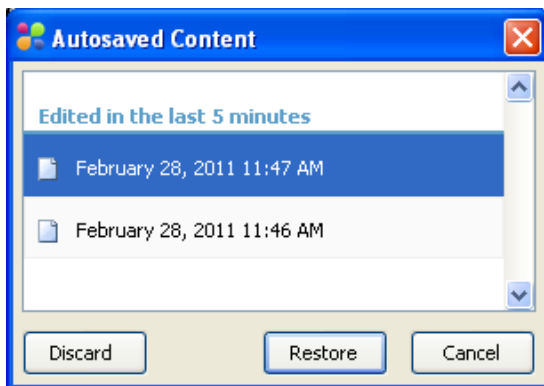 Autosaved Content
Edited in the last 5 minutes
February 28, 2011 11:47 AM
February 28, 2011 11:46 AM
Discard Restore Cancel